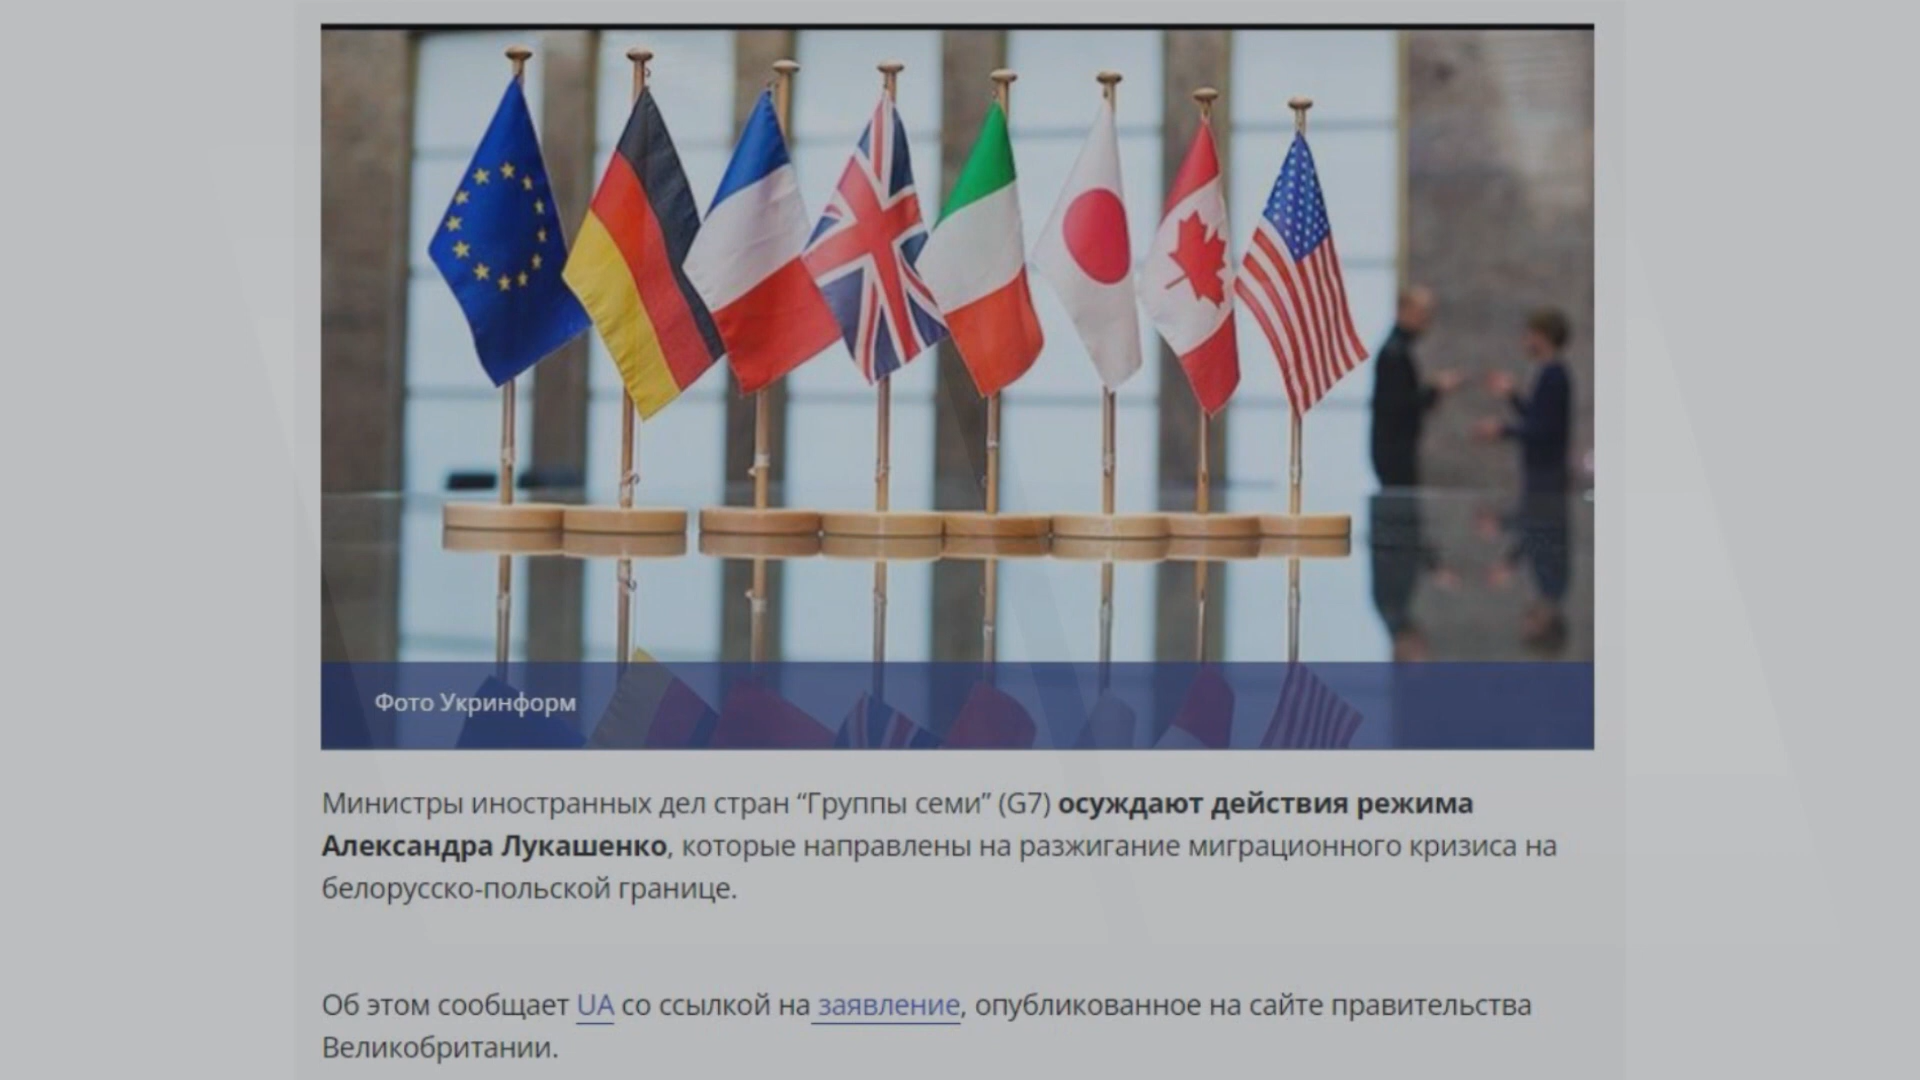 Фото Укринформ
Министры иностранных дел стран “Группы семи” (G7) осуждают действия режима
Александра Лукашенко, которые направлены на разжигание миграционного кризиса на
белорусско-польской границе.
Об этом сообщает UA со ссылкой на заявление, опубликованное на сайте правительства
Великобритании.